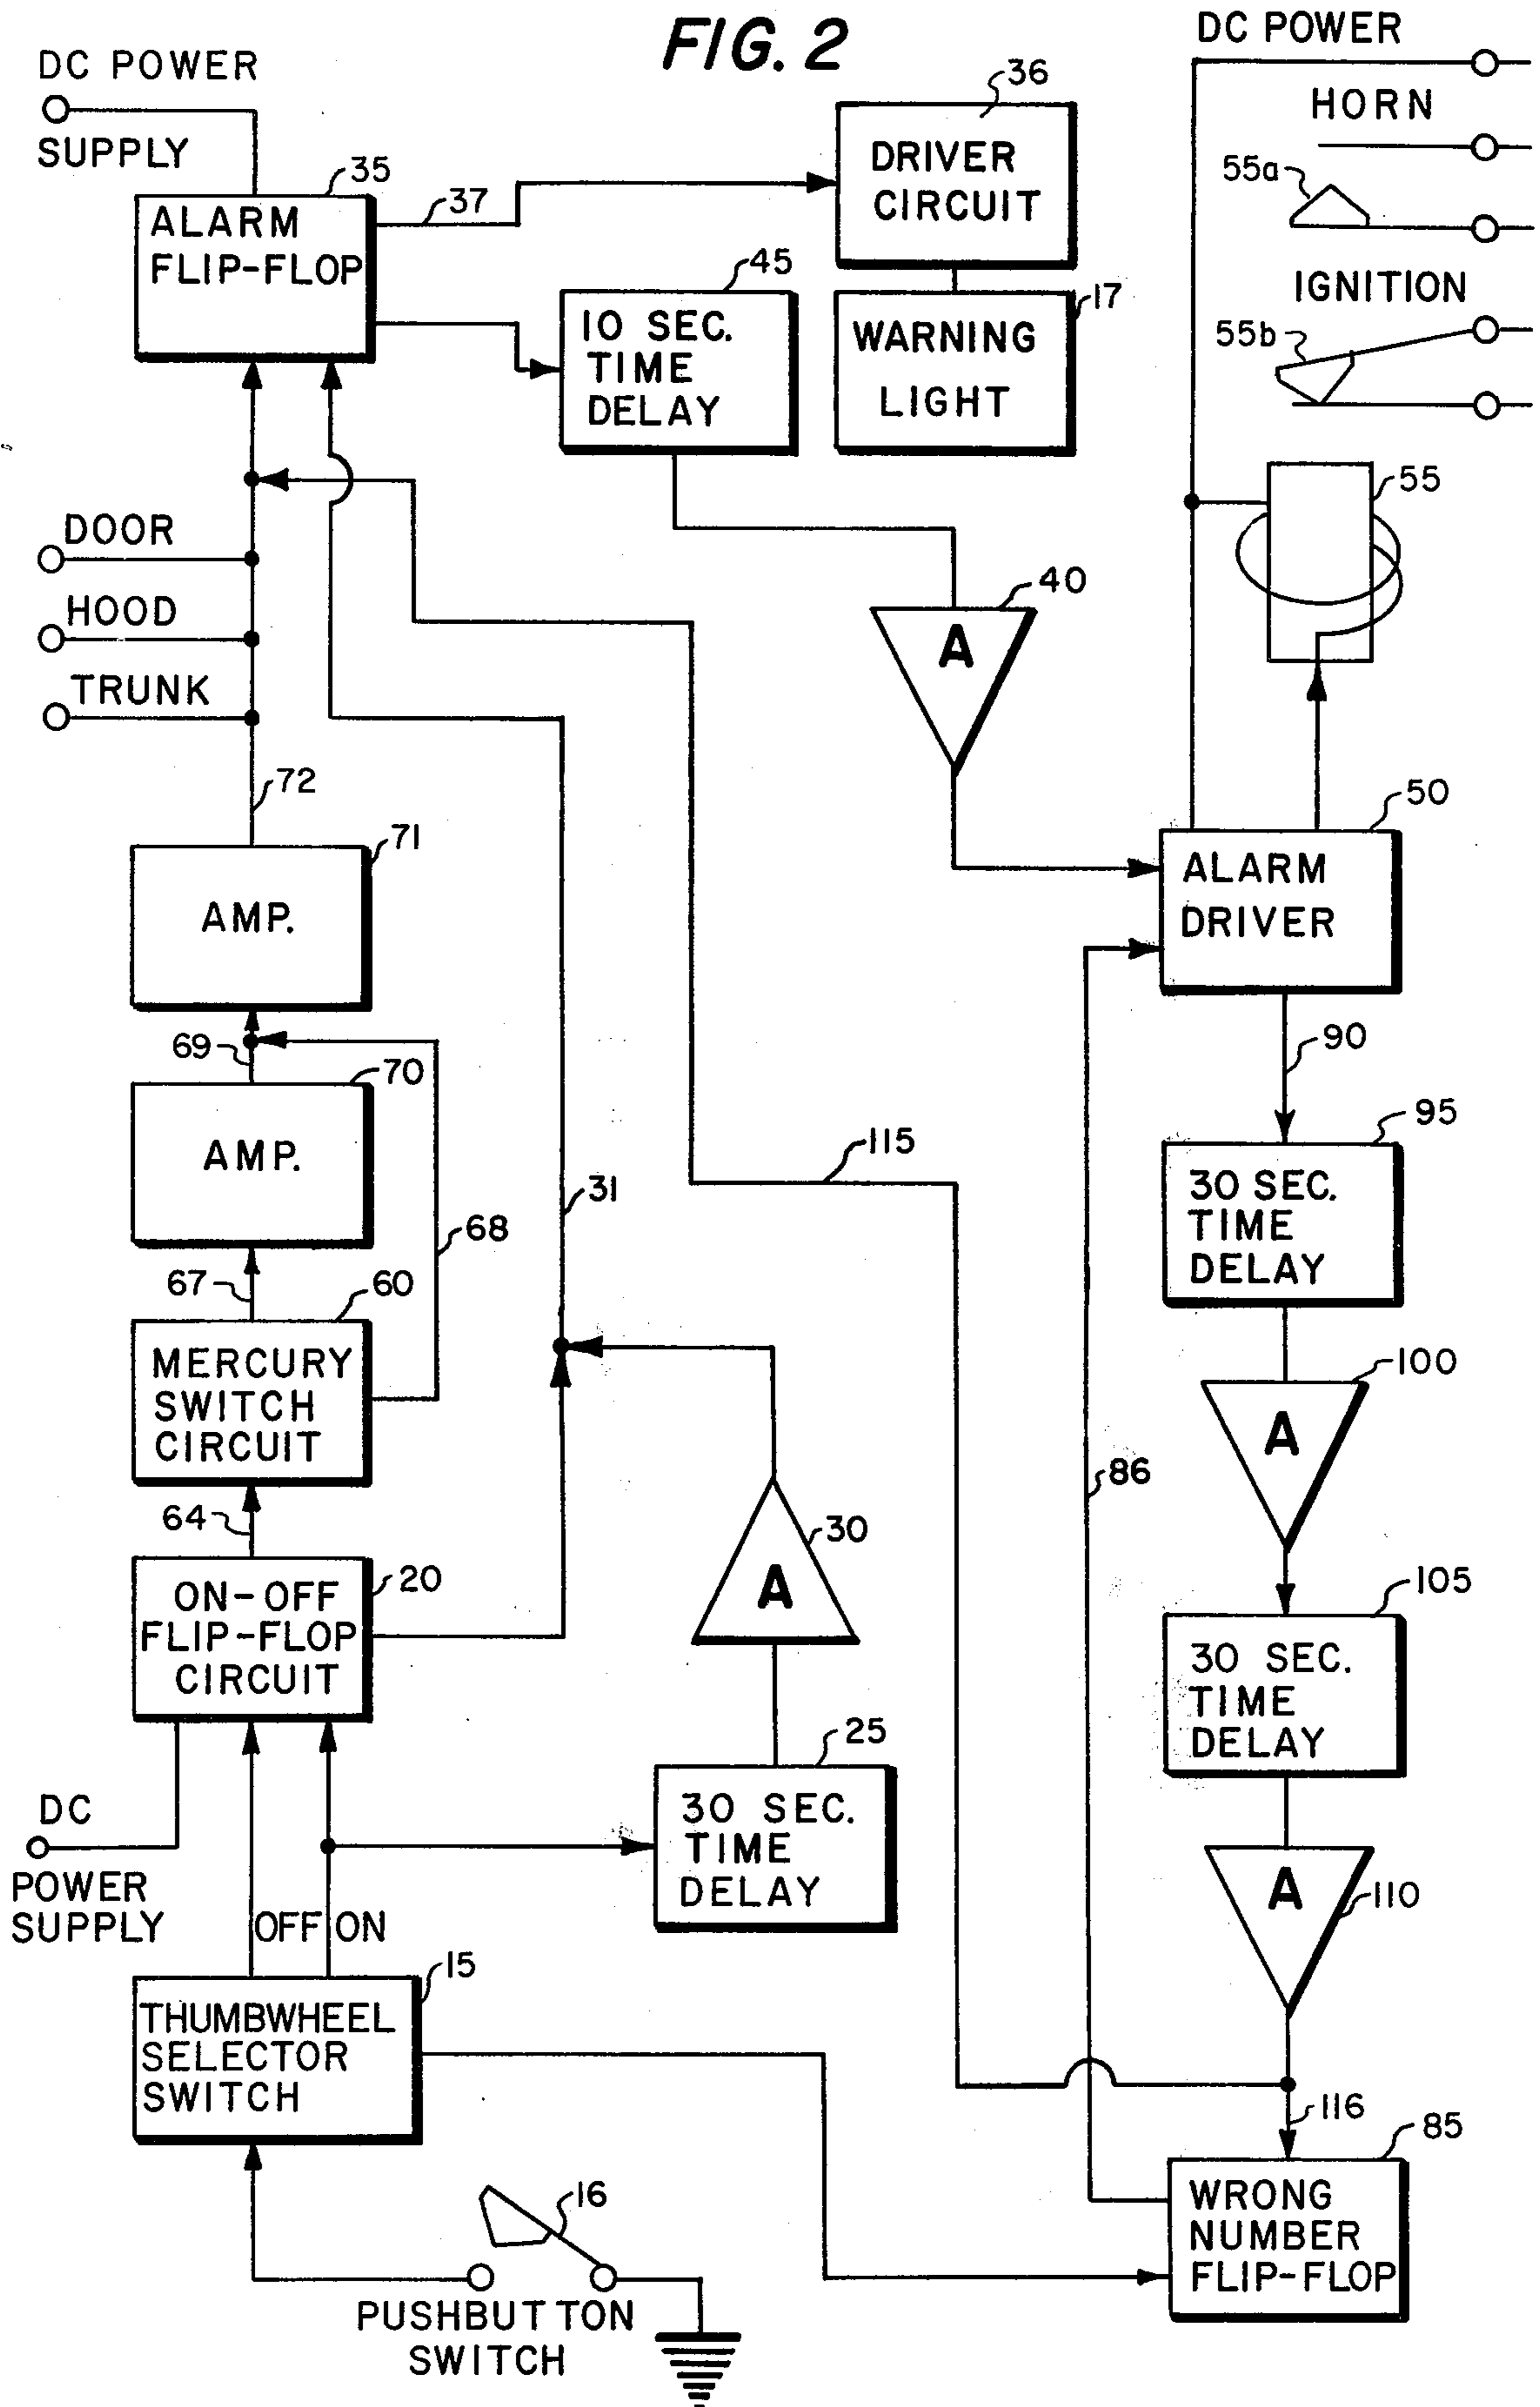 FIG. 2
DC POWER
SUPPLY
35
ALARM
FLIP-FLOP
37
36
DRIVER
CIRCUIT
17
WARNING
LIGHT
45
10 SEC.
TIME
DELAY
DC POWER
HORN
55a
IGNITION
55b
55
DOOR
HOOD
TRUNK
40
A
72
71
AMP.
69
70
AMP.
68
67
60
MERCURY
SWITCH
CIRCUIT
64
20
ON-OFF
FLIP-FLOP
CIRCUIT
31
115
30
A
25
30 SEC.
TIME
DELAY
DC
POWER
SUPPLY
OFF ON
15
THUMBWHEEL
SELECTOR
SWITCH
16
PUSHBUTTON
SWITCH
50
ALARM
DRIVER
90
95
30 SEC.
TIME
DELAY
100
A
86
105
30 SEC.
TIME
DELAY
A
110
116
85
WRONG
NUMBER
FLIP-FLOP